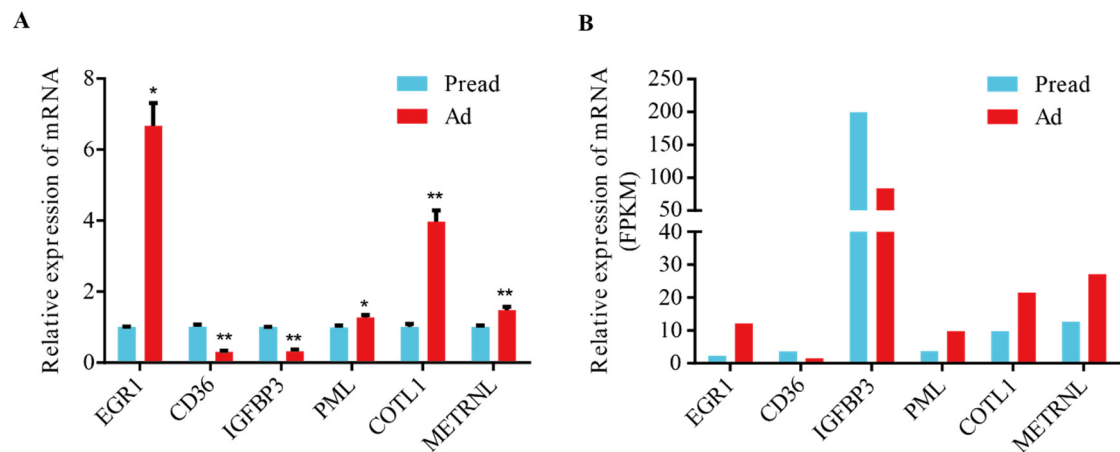 A
Relative expression of mRNA
8
6
4
2
0
Pread
Ad
*
**
**
*
**
**
EGR1
CD36
IGFBP3
PML
COTL1
METRNL
B
Relative expression of mRNA
(FPKM)
250
200
150
100
50
40
30
20
10
0
Pread
Ad
EGR1
CD36
IGFBP3
PML
COTL1
METRNL